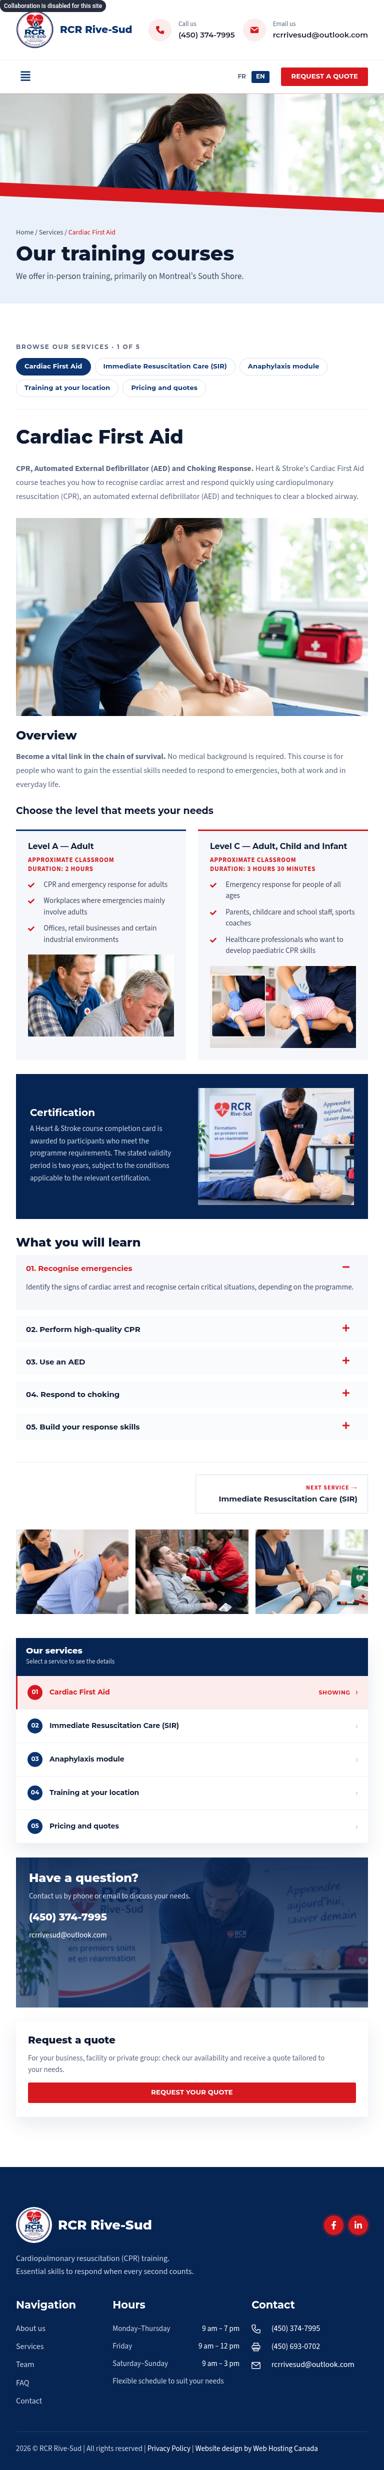 Collaboration is disabled for this site
RCR Rive-Sud
Call us
(450) 374-7995
Email us
rcrrivesud@outlook.com
FR
EN
REQUEST A QUOTE
Home / Services / Cardiac First Aid
Our training courses
We offer in-person training, primarily on Montreal's South Shore.
BROWSE OUR SERVICES · 1 OF 5
Cardiac First Aid
Immediate Resuscitation Care (SIR)
Anaphylaxis module
Training at your location
Pricing and quotes
Cardiac First Aid
CPR, Automated External Defibrillator (AED) and Choking Response. Heart & Stroke's Cardiac First Aid
course teaches you how to recognise cardiac arrest and respond quickly using cardiopulmonary
resuscitation (CPR), an automated external defibrillator (AED) and techniques to clear a blocked airway.
Overview
Become a vital link in the chain of survival. No medical background is required. This course is for
people who want to gain the essential skills needed to respond to emergencies, both at work and in
everyday life.
Choose the level that meets your needs
Level A — Adult
APPROXIMATE CLASSROOM
DURATION: 2 HOURS
CPR and emergency response for adults
Workplaces where emergencies mainly
involve adults
Offices, retail businesses and certain
industrial environments
Level C — Adult, Child and Infant
APPROXIMATE CLASSROOM
DURATION: 3 HOURS 30 MINUTES
Emergency response for people of all
ages
Parents, childcare and school staff, sports
coaches
Healthcare professionals who want to
develop paediatric CPR skills
Certification
A Heart & Stroke course completion card is
awarded to participants who meet the
programme requirements. The stated validity
period is two years, subject to the conditions
applicable to the relevant certification.
RCR
Rive-Sud
Formations
en premiers soins
et en réanimation
Apprendre
aujourd'hui,
sauver demain
What you will learn
01. Recognise emergencies
Identify the signs of cardiac arrest and recognise certain critical situations, depending on the programme.
02. Perform high-quality CPR
03. Use an AED
04. Respond to choking
05. Build your response skills
NEXT SERVICE →
Immediate Resuscitation Care (SIR)
Our services
Select a service to see the details
01 Cardiac First Aid SHOWING ›
02 Immediate Resuscitation Care (SIR) ›
03 Anaphylaxis module ›
04 Training at your location ›
05 Pricing and quotes ›
Have a question?
Contact us by phone or email to discuss your needs.
(450) 374-7995
rcrrivesud@outlook.com
Request a quote
For your business, facility or private group: check our availability and receive a quote tailored to
your needs.
REQUEST YOUR QUOTE
RCR Rive-Sud
Cardiopulmonary resuscitation (CPR) training.
Essential skills to respond when every second counts.
Navigation
About us
Services
Team
FAQ
Contact
Hours
Monday–Thursday 9 am – 7 pm
Friday 9 am – 12 pm
Saturday–Sunday 9 am – 3 pm
Flexible schedule to suit your needs
Contact
(450) 374-7995
(450) 693-0702
rcrrivesud@outlook.com
2026 © RCR Rive-Sud | All rights reserved | Privacy Policy | Website design by Web Hosting Canada